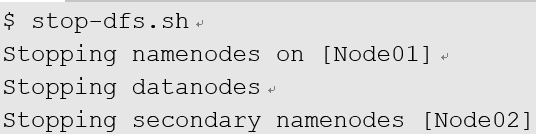 $ stop-dfs.sh
Stopping namenodes on [Node01]
Stopping datanodes
Stopping secondary namenodes [Node02]